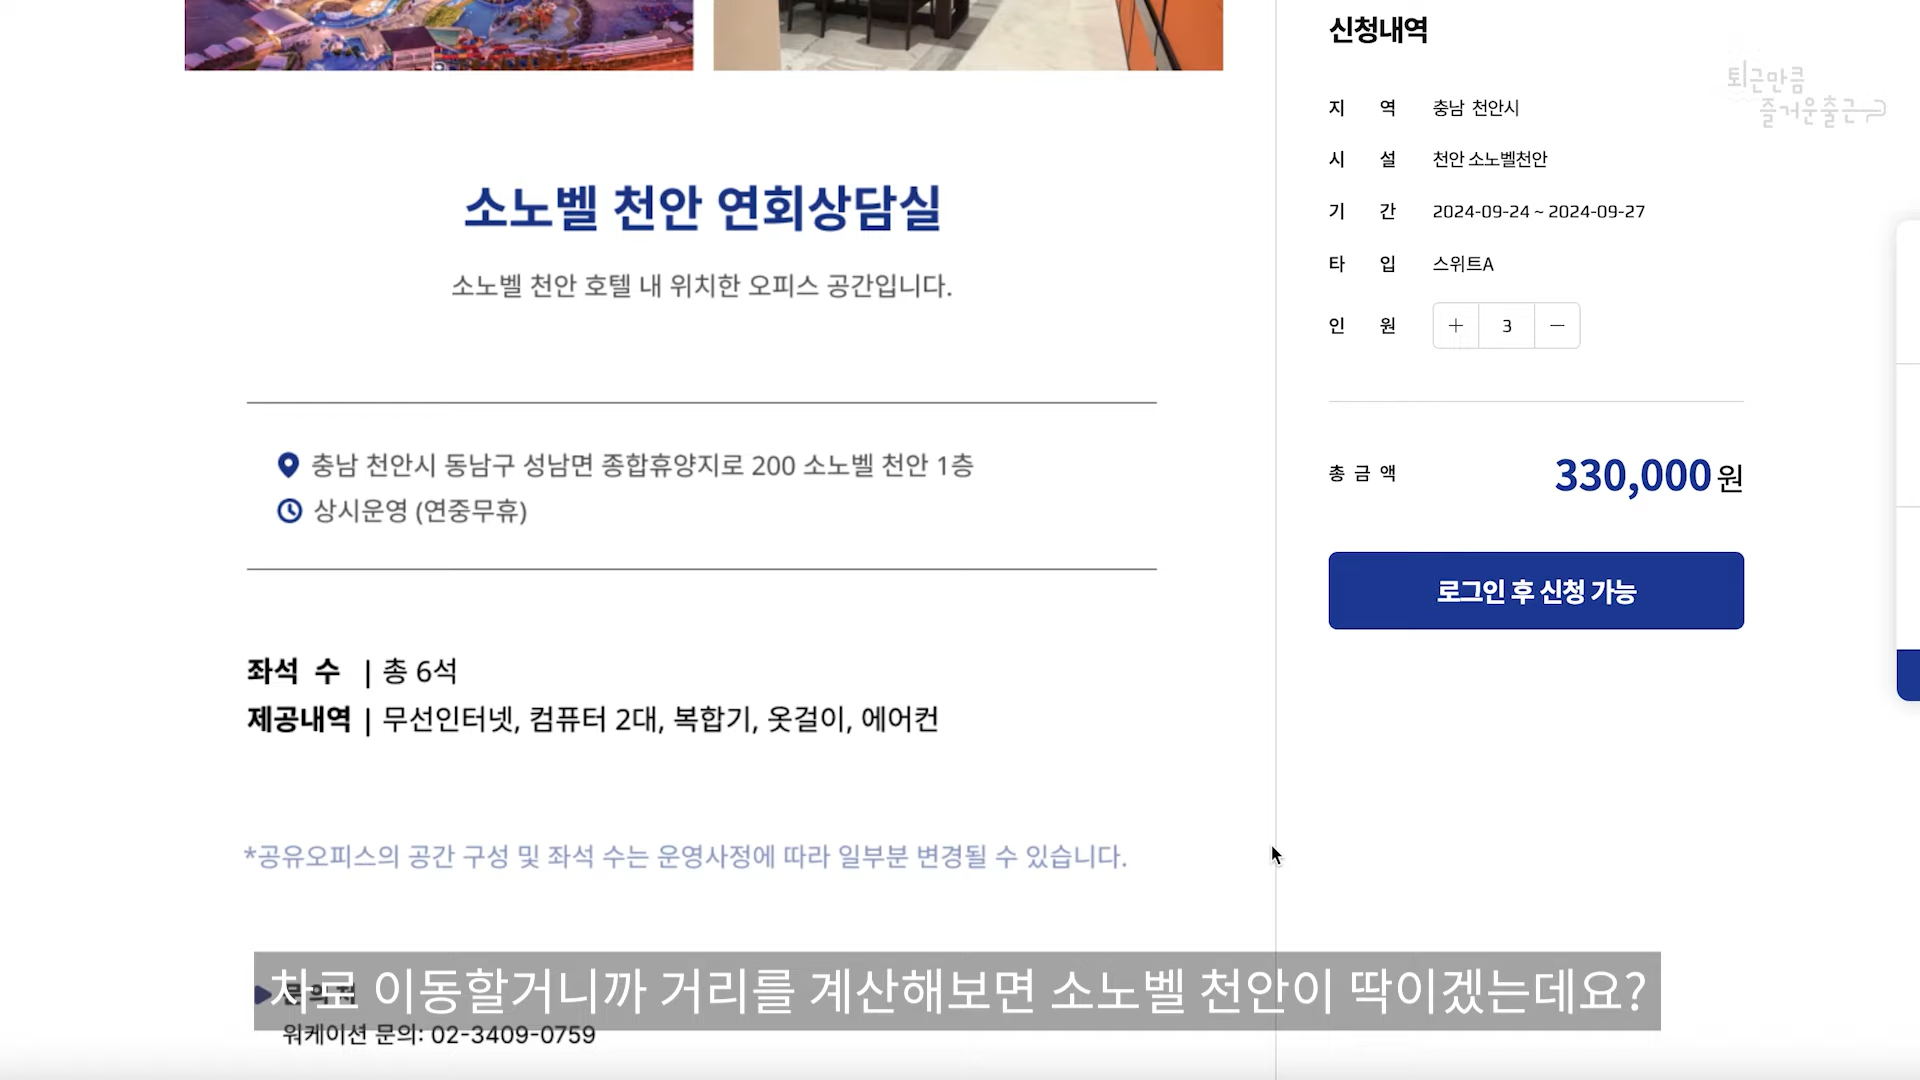 소노벨 천안 연회상담실
소노벨 천안 호텔 내 위치한 오피스 공간입니다.
충남 천안시 동남구 성남면 종합휴양지로 200 소노벨 천안 1층
상시운영 (연중무휴)
좌석 수 | 총 6석
제공내역 | 무선인터넷, 컴퓨터 2대, 복합기, 옷걸이, 에어컨
*공유오피스의 공간 구성 및 좌석 수는 운영사정에 따라 일부분 변경될 수 있습니다.
워케이션 문의: 02-3409-0759
신청내역
지 역 충남 천안시
시 설 천안 소노벨천안
기 간 2024-09-24 ~ 2024-09-27
타 입 스위트A
인 원 + 3 −
총 금 액 330,000원
로그인 후 신청 가능
퇴근만큼
즐거운출근
차로 이동할거니까 거리를 계산해보면 소노벨 천안이 딱이겠는데요?